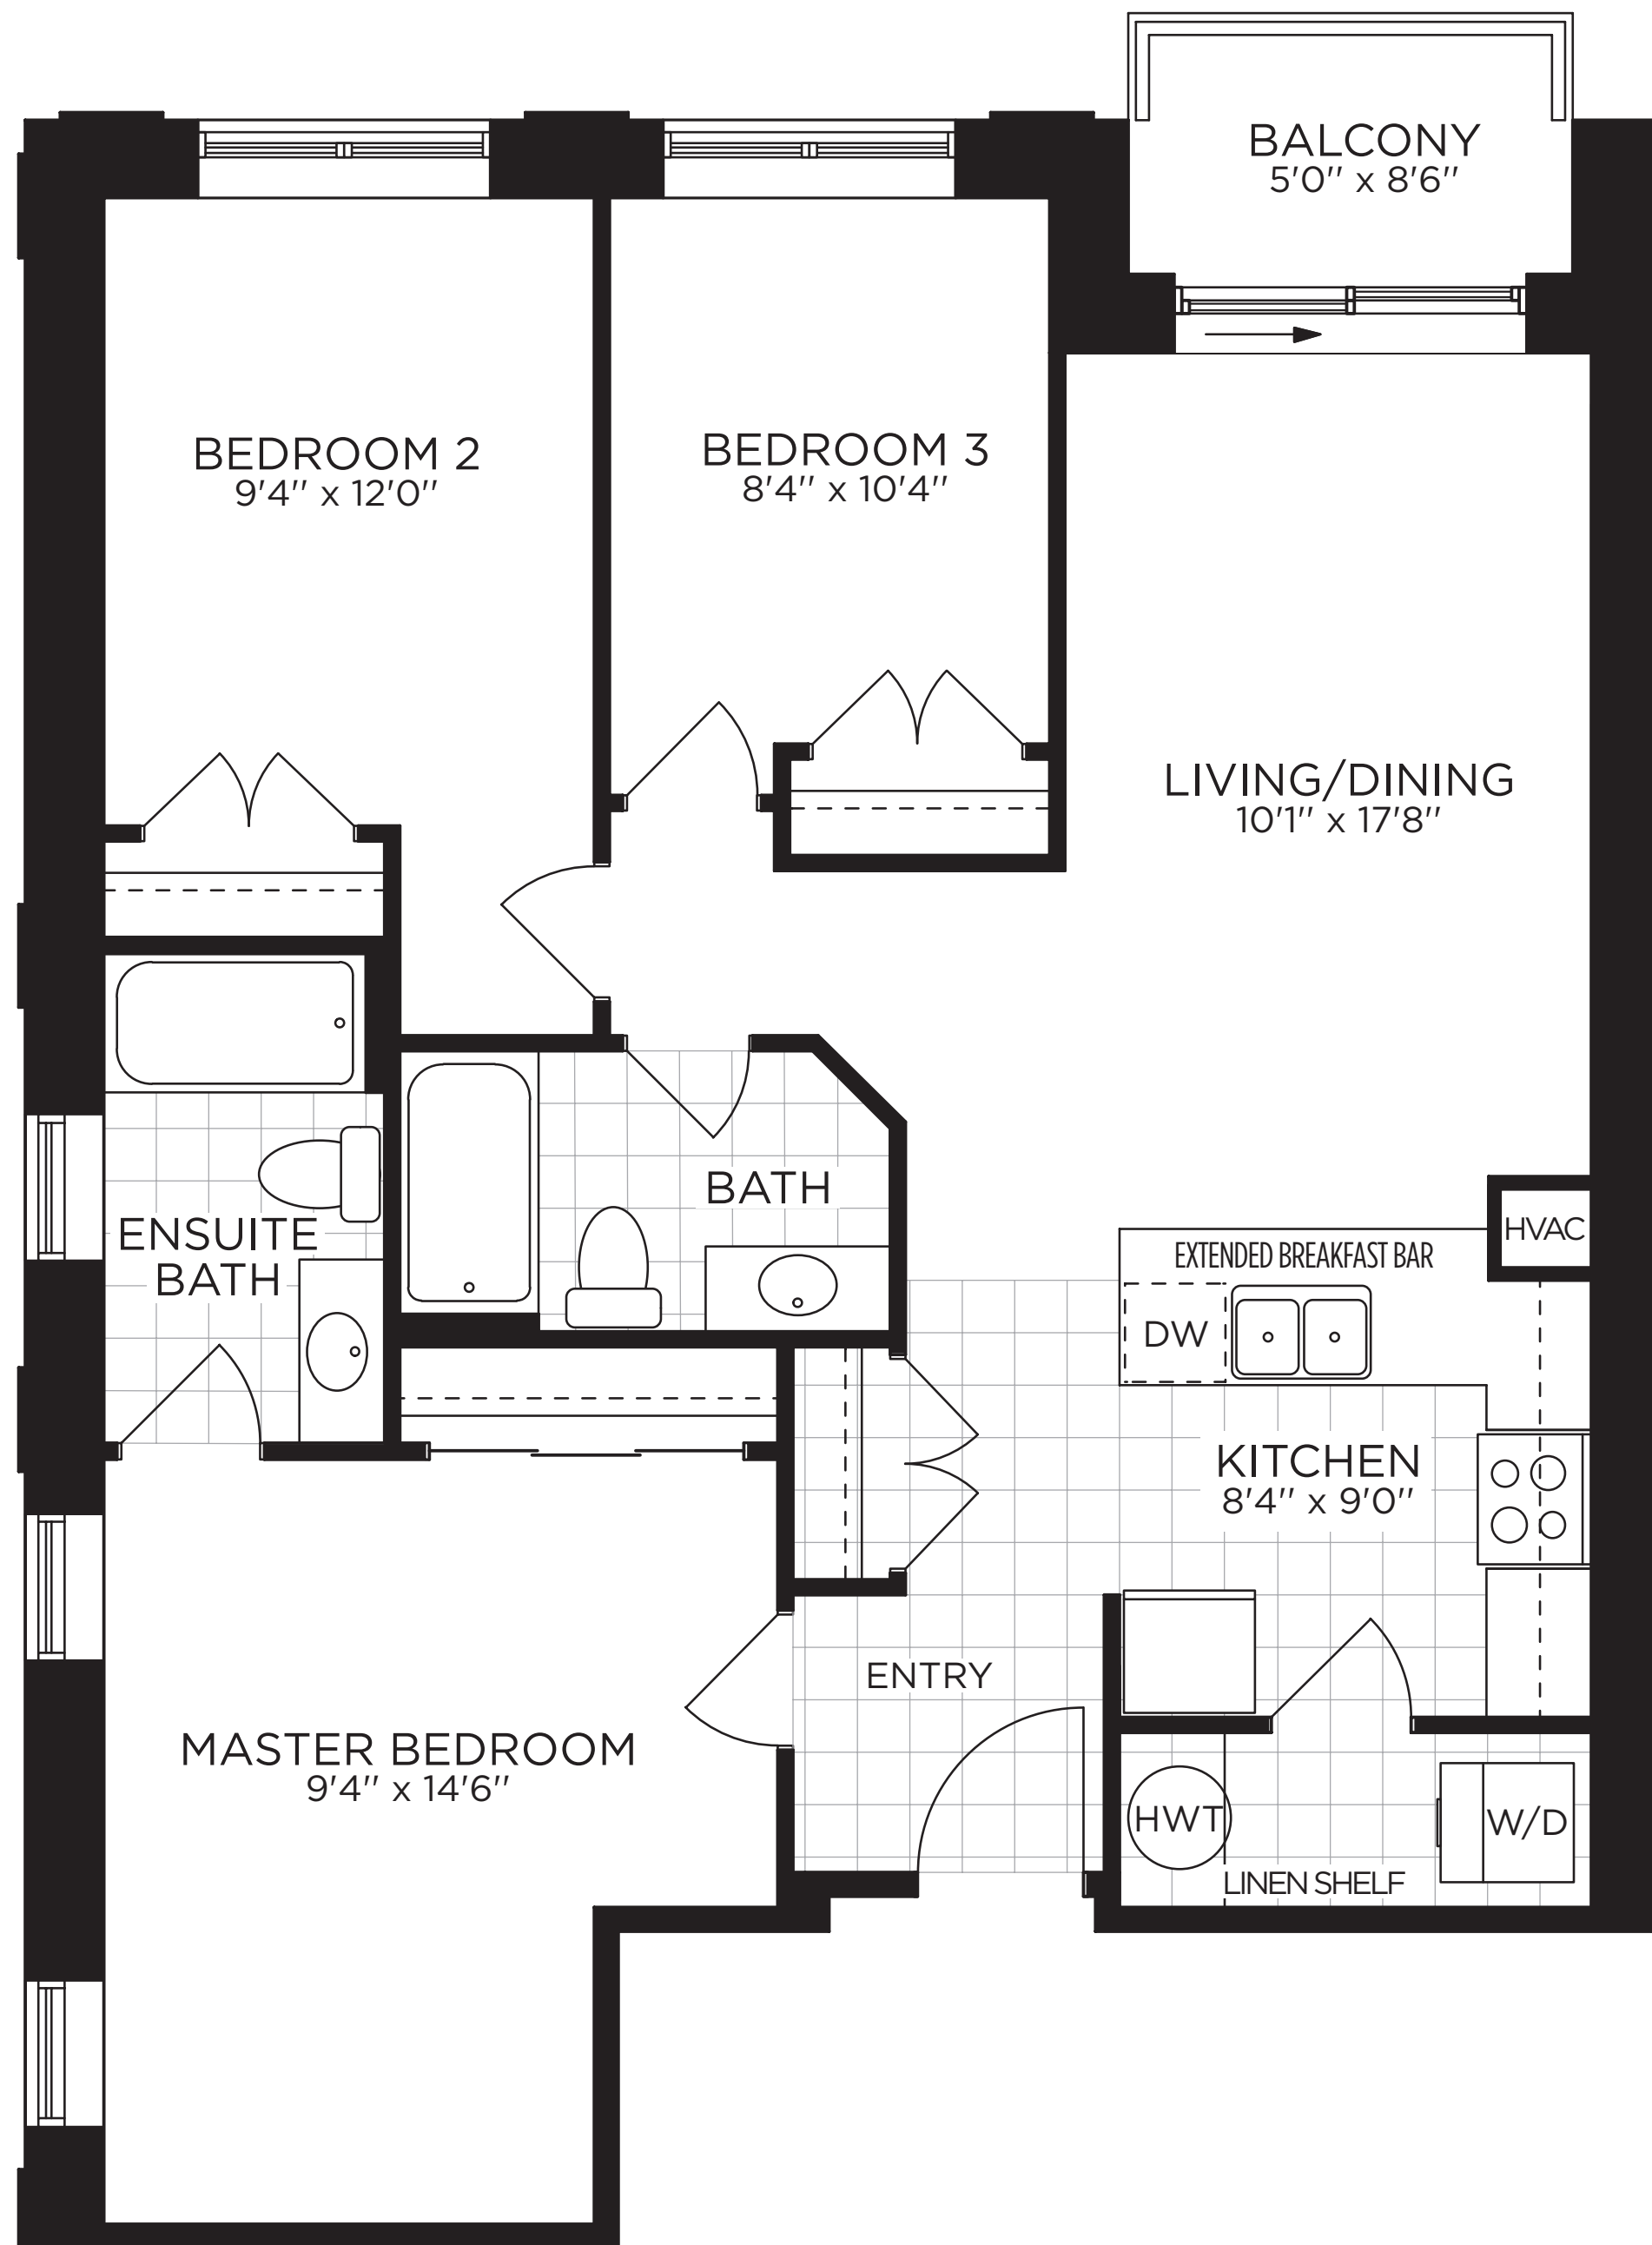 BALCONY
5'0'' x 8'6''
BEDROOM 2
9'4'' x 12'0''
BEDROOM 3
8'4'' x 10'4''
LIVING/DINING
10'1'' x 17'8''
BATH
ENSUITE
BATH
HVAC
EXTENDED BREAKFAST BAR
DW
KITCHEN
8'4'' x 9'0''
ENTRY
MASTER BEDROOM
9'4'' x 14'6''
HWT
W/D
LINEN SHELF